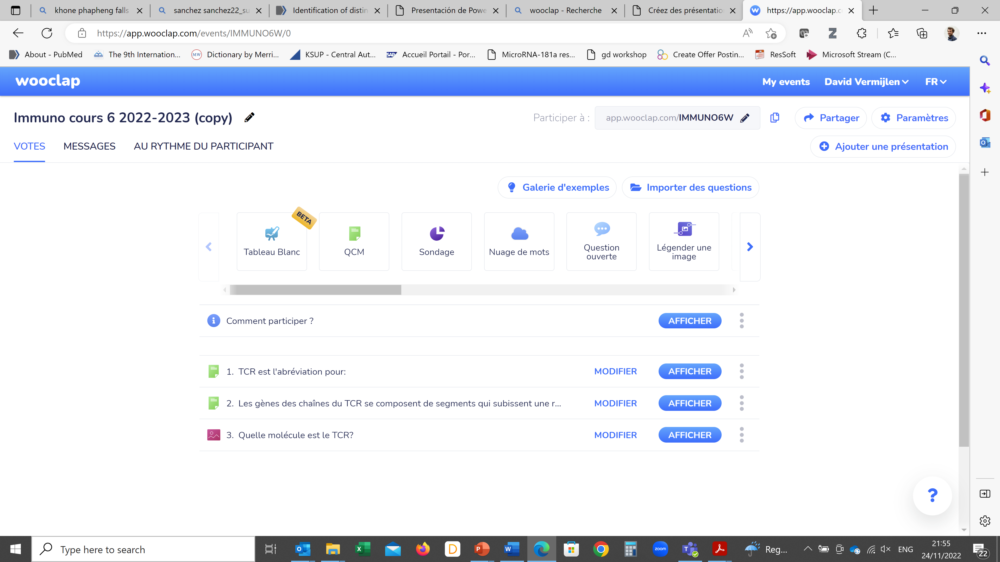 khone phapheng falls
sanchez sanchez22_su
Identification of distin
Presentación de Powe
wooclap - Recherche
Créez des présentatio
https://app.wooclap.c
https://app.wooclap.com/events/IMMUNO6W/0
About - PubMed
The 9th Internation...
MW
Dictionary by Merri...
KSUP - Central Aut...
SAP
Accueil Portail - Por...
MicroRNA-181a res...
gd workshop
Create Offer Postin...
ResSoft
Microsoft Stream (C...
wooclap
My events
David Vermijlen
FR
Immuno cours 6 2022-2023 (copy)
Participer à :
app.wooclap.com/IMMUNO6W
Partager
Paramètres
VOTES
MESSAGES
AU RYTHME DU PARTICIPANT
Ajouter une présentation
Galerie d'exemples
Importer des questions
BETA
Tableau Blanc
QCM
Sondage
Nuage de mots
Question
ouverte
Légender une
image
Comment participer ?
AFFICHER
1. TCR est l'abréviation pour:
MODIFIER
AFFICHER
2. Les gènes des chaînes du TCR se composent de segments qui subissent une r...
MODIFIER
AFFICHER
3. Quelle molécule est le TCR?
MODIFIER
AFFICHER
?
Type here to search
zoom
Reg...
ENG
21:55
24/11/2022
22